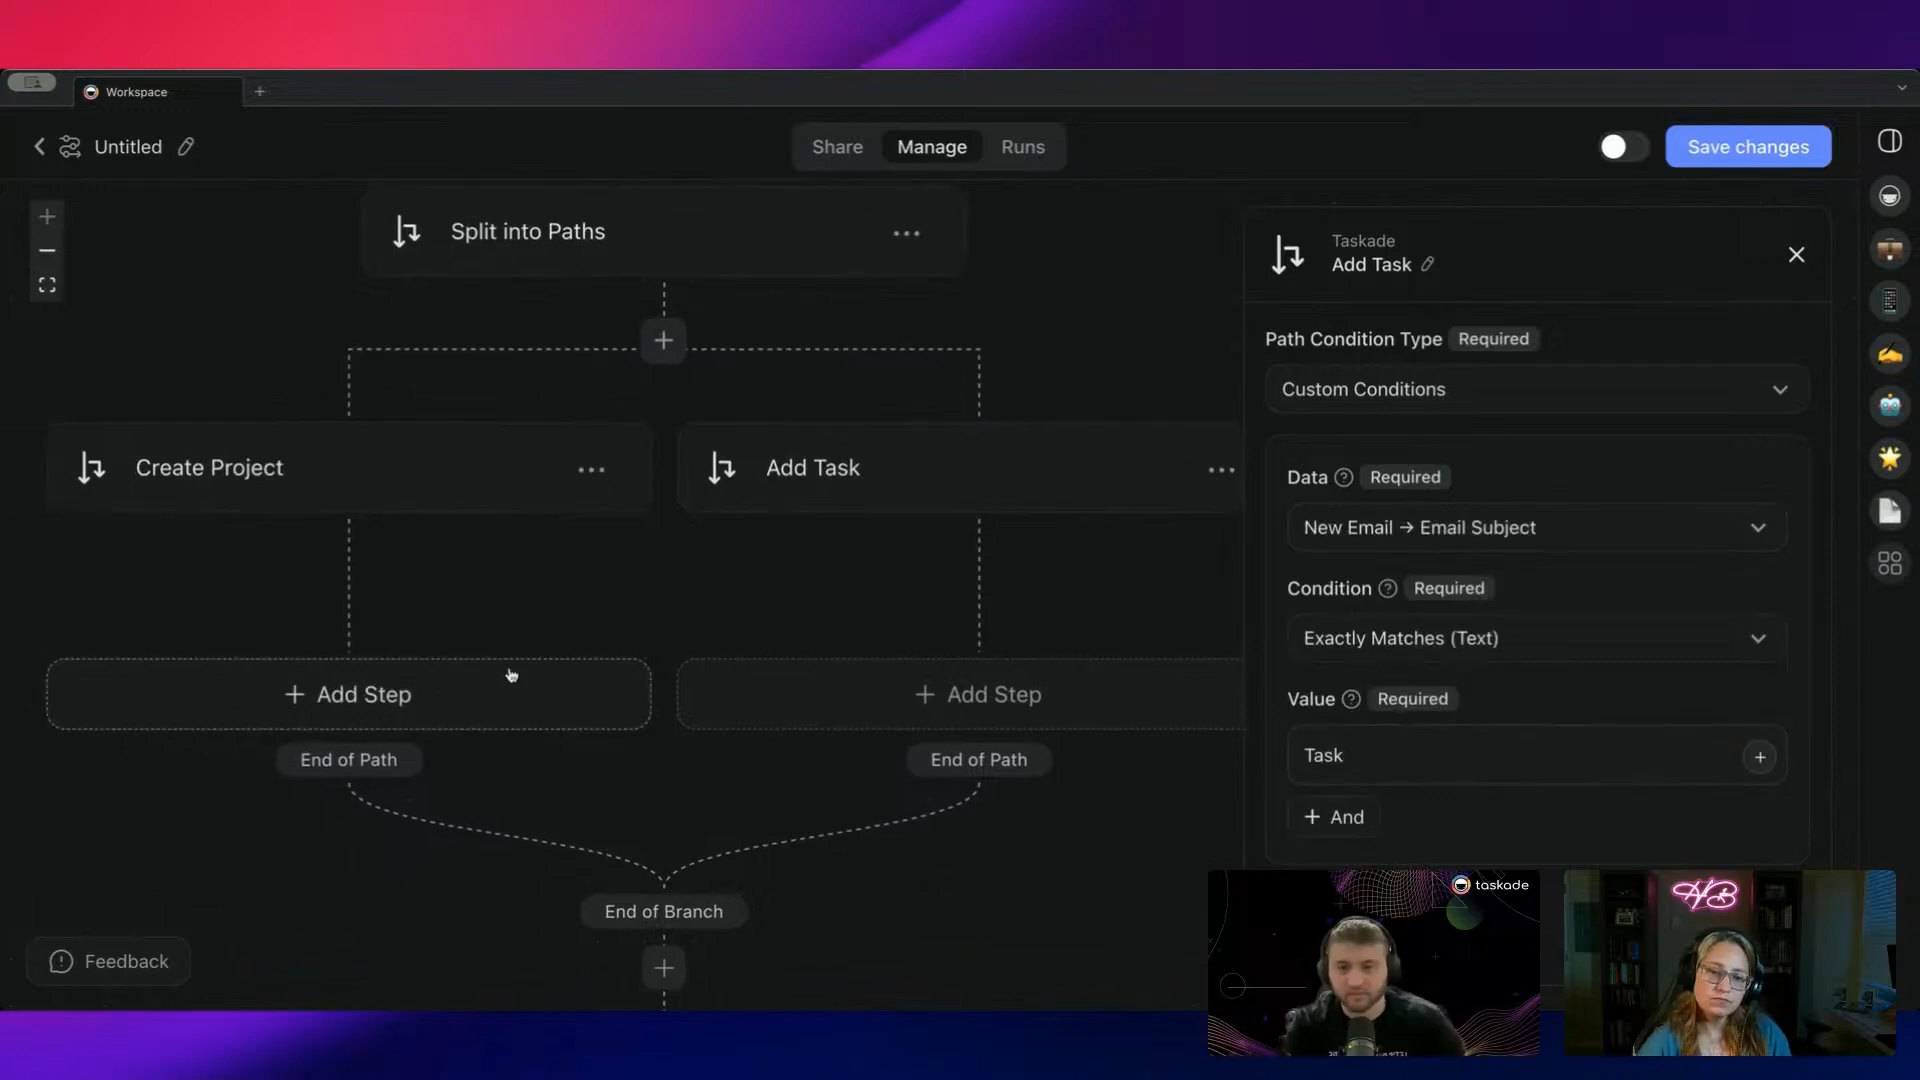 Workspace
Untitled
Share Manage Runs
Save changes
Split into Paths
Create Project
Add Task
+ Add Step
+ Add Step
End of Path
End of Path
End of Branch
Feedback
Taskade
Add Task
Path Condition Type Required
Custom Conditions
Data Required
New Email → Email Subject
Condition Required
Exactly Matches (Text)
Value Required
Task
+ And
taskade
HB